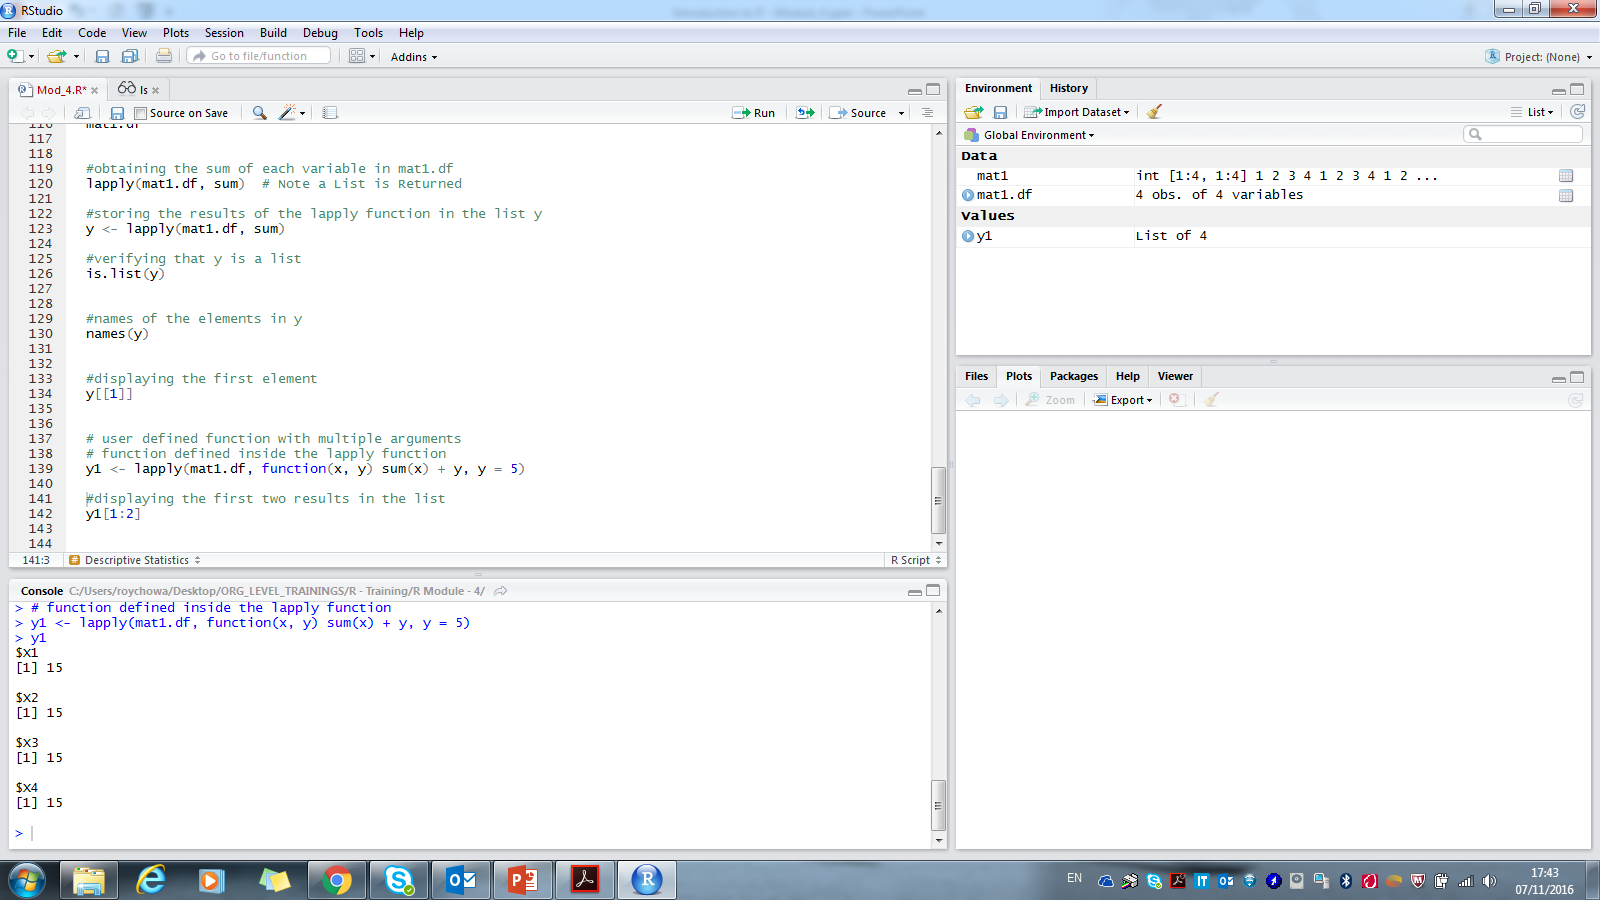 RStudio
File Edit Code View Plots Session Build Debug Tools Help
Go to file/function Addins Project: (None)
Mod_4.R* ls
Source on Save Run Source
116 mat1.df
117
118
119 #obtaining the sum of each variable in mat1.df
120 lapply(mat1.df, sum) # Note a List is Returned
121
122 #storing the results of the lapply function in the list y
123 y <- lapply(mat1.df, sum)
124
125 #verifying that y is a list
126 is.list(y)
127
128
129 #names of the elements in y
130 names(y)
131
132
133 #displaying the first element
134 y[[1]]
135
136
137 # user defined function with multiple arguments
138 # function defined inside the lapply function
139 y1 <- lapply(mat1.df, function(x, y) sum(x) + y, y = 5)
140
141 #displaying the first two results in the list
142 y1[1:2]
143
144
141:3 # Descriptive Statistics R Script
Console C:/Users/roychowa/Desktop/ORG_LEVEL_TRAININGS/R - Training/R Module - 4/
> # function defined inside the lapply function
> y1 <- lapply(mat1.df, function(x, y) sum(x) + y, y = 5)
> y1
$X1
[1] 15
$X2
[1] 15
$X3
[1] 15
$X4
[1] 15
>
Environment History
Import Dataset List
Global Environment
Data
mat1 int [1:4, 1:4] 1 2 3 4 1 2 3 4 1 2 ...
mat1.df 4 obs. of 4 variables
Values
y1 List of 4
Files Plots Packages Help Viewer
Zoom Export
EN
17:43
07/11/2016